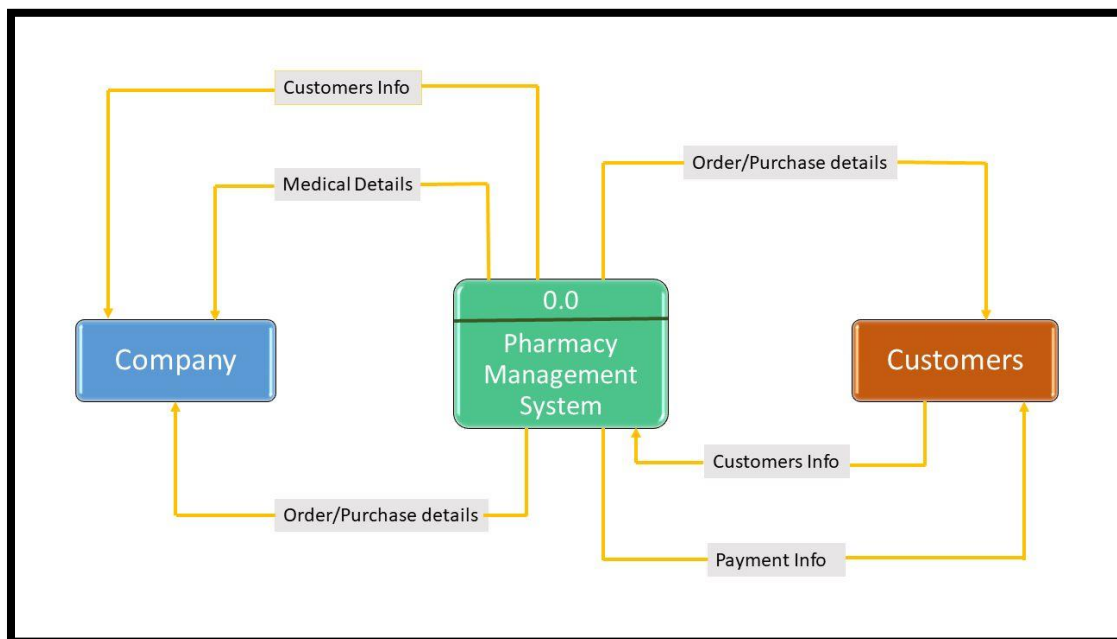 Customers Info
Order/Purchase details
Medical Details
0.0
Pharmacy
Management
System
Company
Customers
Customers Info
Order/Purchase details
Payment Info